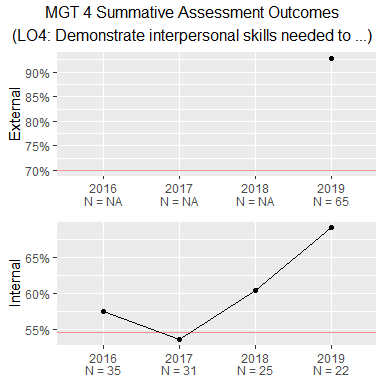 MGT 4 Summative Assessment Outcomes
(LO4: Demonstrate interpersonal skills needed to ...)
External
90%
85%
80%
75%
70%
2016 2017 2018 2019
N = NA N = NA N = NA N = 65
Internal
65%
60%
55%
2016 2017 2018 2019
N = 35 N = 31 N = 25 N = 22